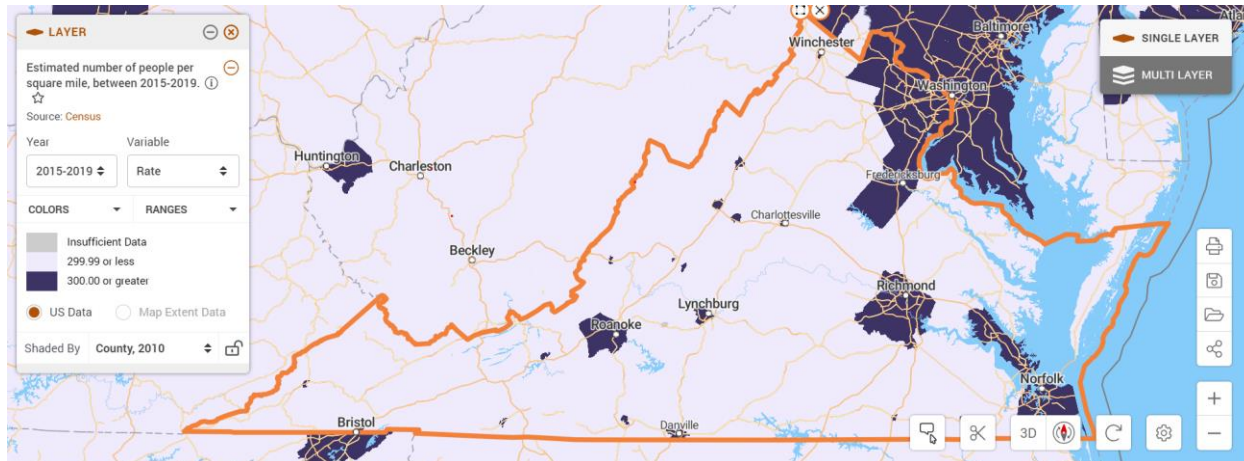 LAYER
Estimated number of people per
square mile, between 2015-2019.
Source: Census
Year Variable
2015-2019 Rate
COLORS RANGES
Insufficient Data
299.99 or less
300.00 or greater
US Data Map Extent Data
Shaded By County, 2010
Winchester
Baltimore
Washington
Huntington
Charleston
Fredericksburg
Charlottesville
Beckley
Richmond
Lynchburg
Roanoke
Norfolk
Bristol
Danville
SINGLE LAYER
MULTI LAYER
3D